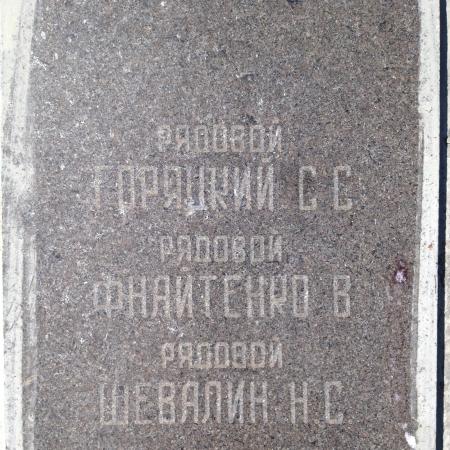 РЯДОВОЙ
ГОРЯЦКИЙ С С
РЯДОВОЙ
ФНАЙТЕНКО В
РЯДОВОЙ
ШЕВАЛИН Н С